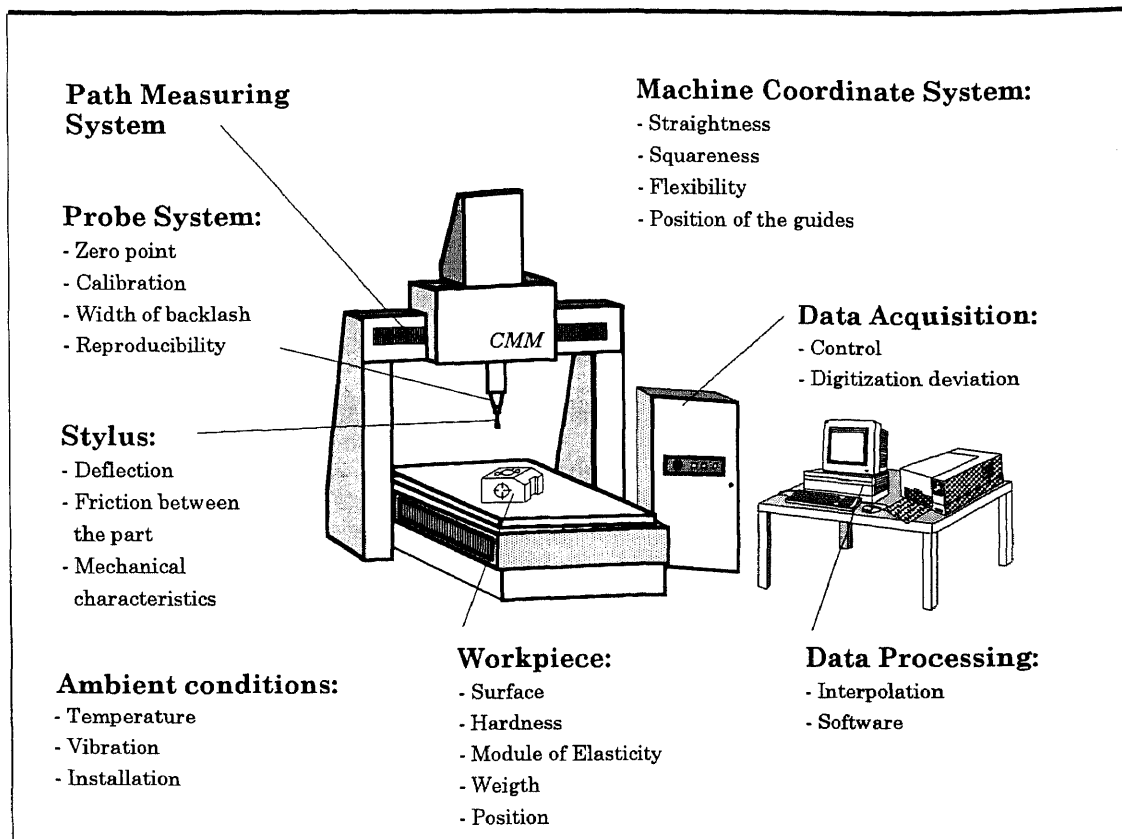 Path Measuring
System
Machine Coordinate System:
- Straightness
- Squareness
- Flexibility
- Position of the guides
Probe System:
- Zero point
- Calibration
- Width of backlash
- Reproducibility
CMM
Data Acquisition:
- Control
- Digitization deviation
Stylus:
- Deflection
- Friction between
the part
- Mechanical
characteristics
Ambient conditions:
- Temperature
- Vibration
- Installation
Workpiece:
- Surface
- Hardness
- Module of Elasticity
- Weigth
- Position
Data Processing:
- Interpolation
- Software